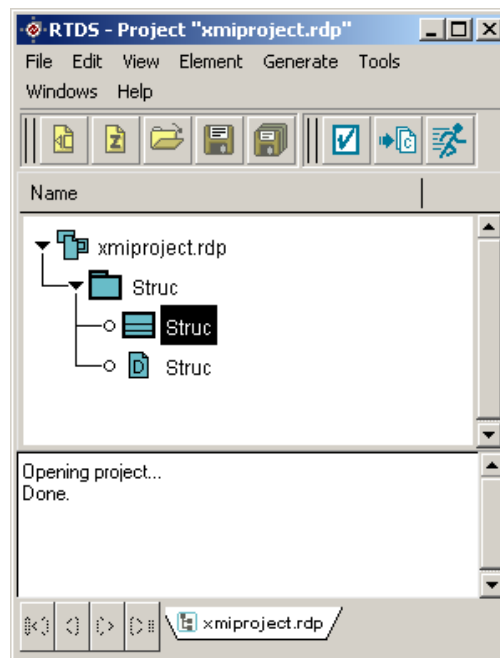 RTDS - Project "xmiproject.rdp"
File Edit View Element Generate Tools
Windows Help
Name
xmiproject.rdp
Struc
Struc
D Struc
Opening project...
Done.
xmiproject.rdp